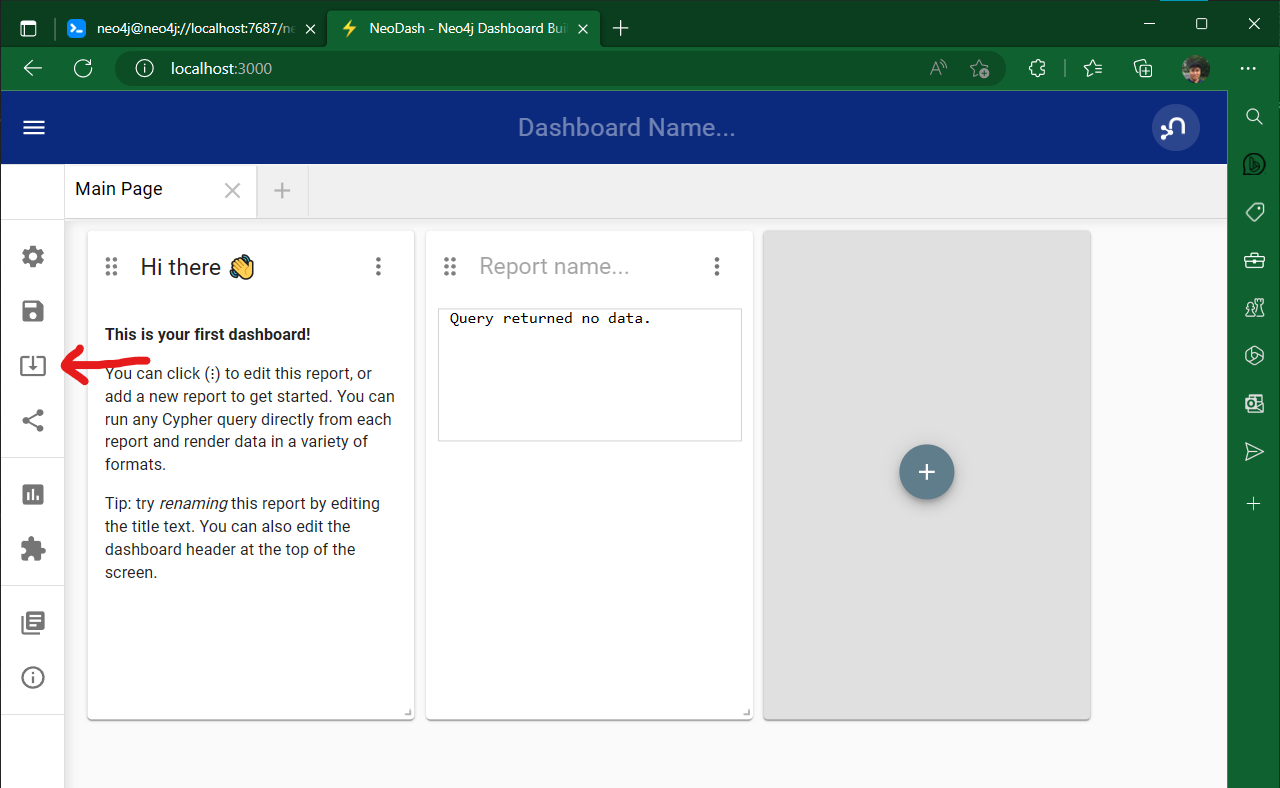 neo4j@neo4j://localhost:7687/ne
NeoDash - Neo4j Dashboard Bui
localhost:3000
Dashboard Name...
Main Page
Hi there 👋
Report name...
This is your first dashboard!
You can click (⋮) to edit this report, or
add a new report to get started. You can
run any Cypher query directly from each
report and render data in a variety of
formats.
Tip: try renaming this report by editing
the title text. You can also edit the
dashboard header at the top of the
screen.
Query returned no data.